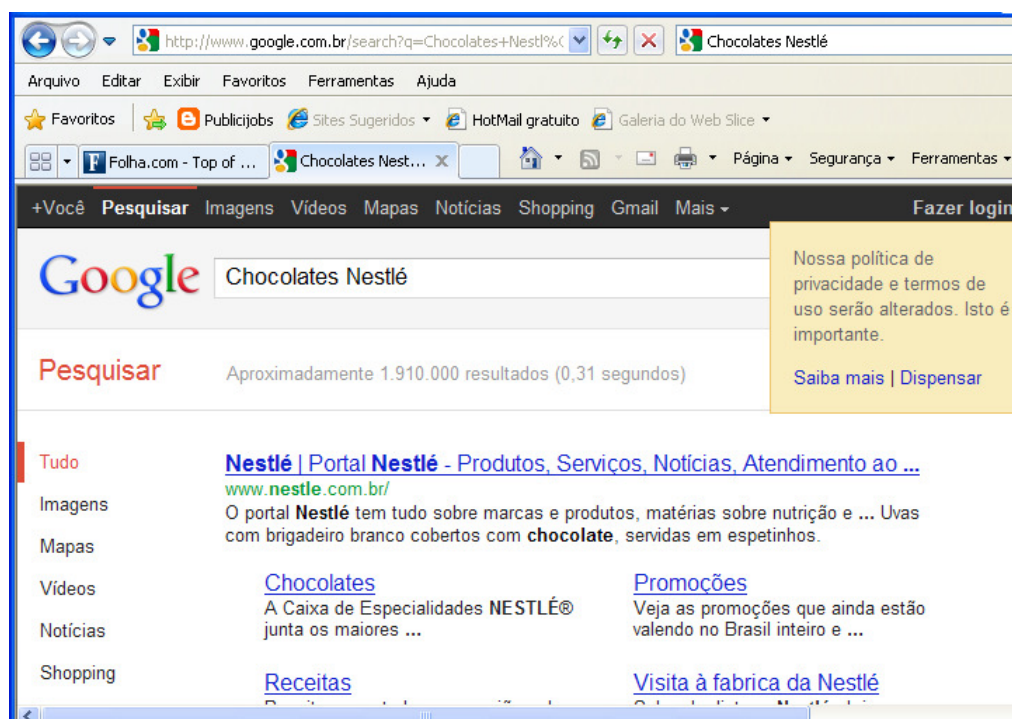 http://www.google.com.br/search?q=Chocolates+Nestl%C
Chocolates Nestlé
Arquivo Editar Exibir Favoritos Ferramentas Ajuda
Favoritos Publicijobs Sites Sugeridos HotMail gratuito Galeria do Web Slice
Folha.com - Top of ... Chocolates Nest... Página Segurança Ferramentas
+Você Pesquisar Imagens Vídeos Mapas Notícias Shopping Gmail Mais Fazer login
Google Chocolates Nestlé
Nossa política de
privacidade e termos de
uso serão alterados. Isto é
importante.
Saiba mais | Dispensar
Pesquisar Aproximadamente 1.910.000 resultados (0,31 segundos)
Tudo
Imagens
Mapas
Vídeos
Notícias
Shopping
Nestlé | Portal Nestlé - Produtos, Serviços, Notícias, Atendimento ao ...
www.nestle.com.br/
O portal Nestlé tem tudo sobre marcas e produtos, matérias sobre nutrição e ... Uvas
com brigadeiro branco cobertos com chocolate, servidas em espetinhos.
Chocolates
A Caixa de Especialidades NESTLÉ®
junta os maiores ...
Promoções
Veja as promoções que ainda estão
valendo no Brasil inteiro e ...
Receitas
Visita à fabrica da Nestlé